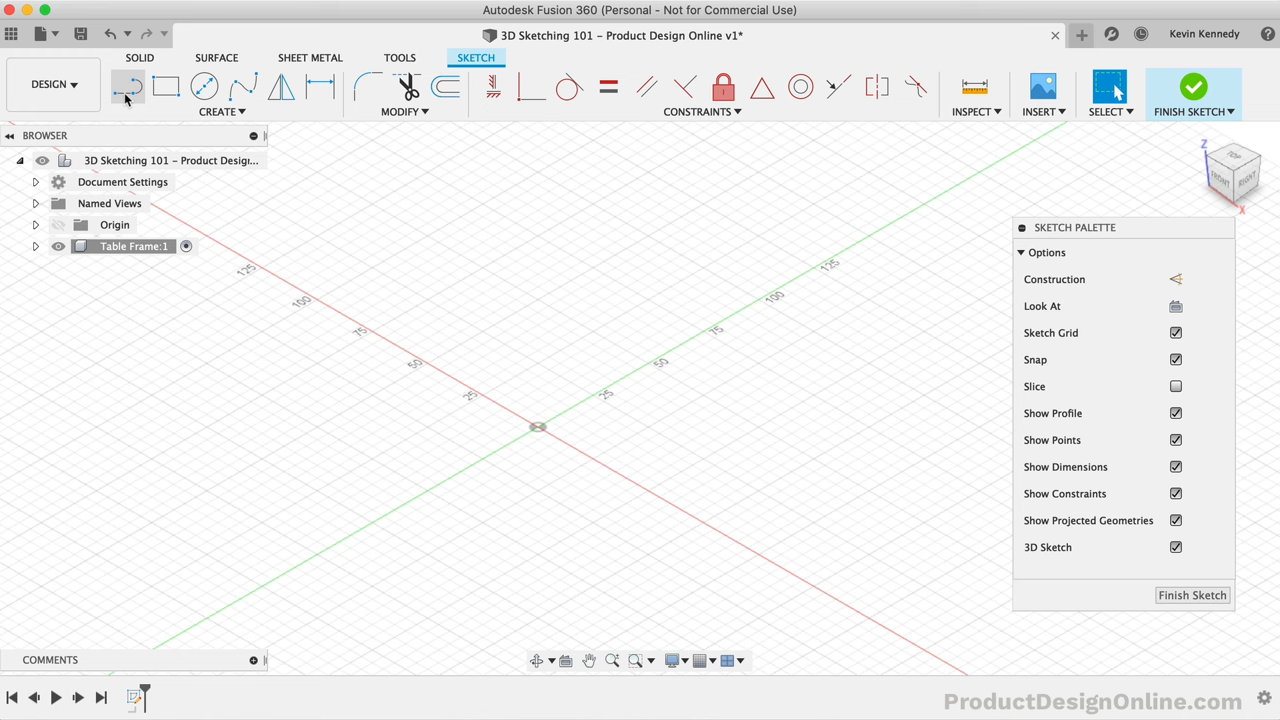 Autodesk Fusion 360 (Personal - Not for Commercial Use)
3D Sketching 101 - Product Design Online v1*
Kevin Kennedy
SOLID SURFACE SHEET METAL TOOLS SKETCH
DESIGN
CREATE MODIFY CONSTRAINTS INSPECT INSERT SELECT FINISH SKETCH
BROWSER
3D Sketching 101 - Product Desig...
Document Settings
Named Views
Origin
Table Frame:1
125
100
75
50
25
125
100
75
50
25
Z
TOP
FRONT
RIGHT
X
SKETCH PALETTE
Options
Construction
Look At
Sketch Grid
Snap
Slice
Show Profile
Show Points
Show Dimensions
Show Constraints
Show Projected Geometries
3D Sketch
Finish Sketch
COMMENTS
ProductDesignOnline.com